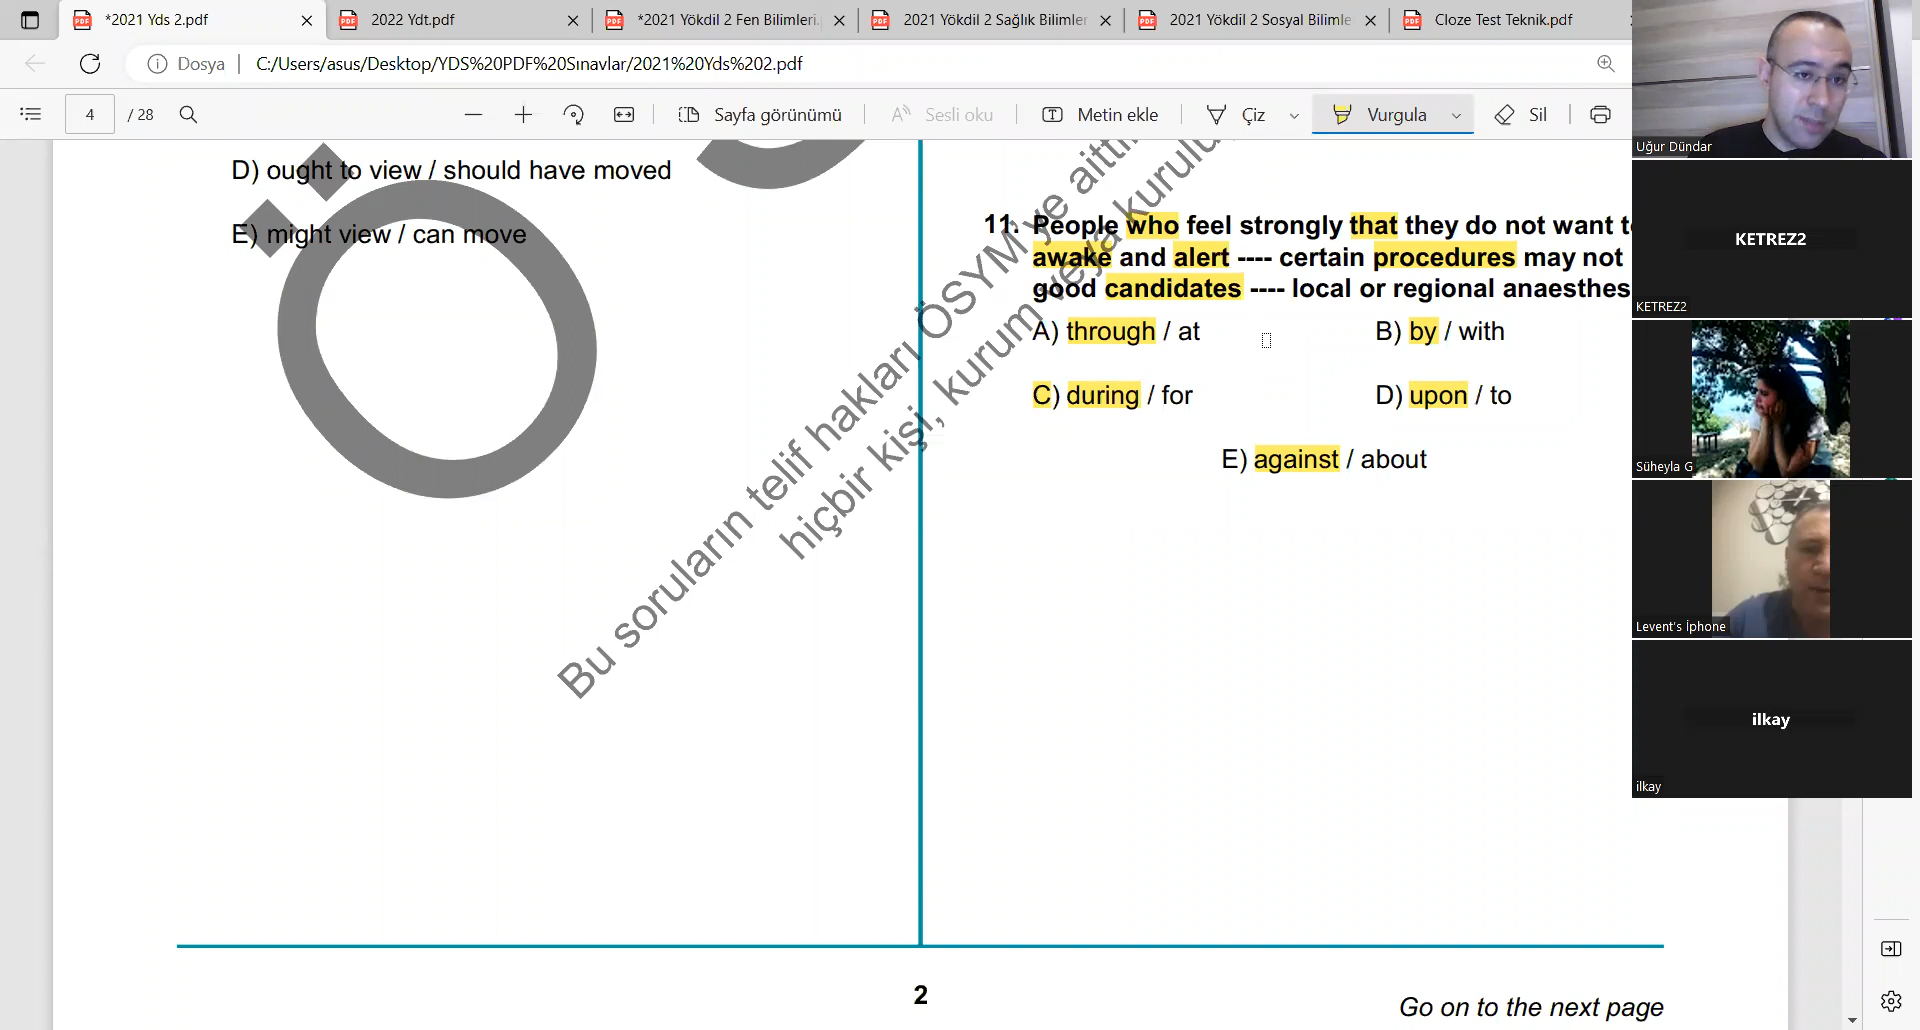 *2021 Yds 2.pdf
2022 Ydt.pdf
*2021 Yökdil 2 Fen Bilimleri.
2021 Yökdil 2 Sağlık Bilimler
2021 Yökdil 2 Sosyal Bilimle
Cloze Test Teknik.pdf
Dosya
C:/Users/asus/Desktop/YDS%20PDF%20Sınavlar/2021%20Yds%202.pdf
4 / 28
Sayfa görünümü
Sesli oku
Metin ekle
Çiz
Vurgula
Sil
D) ought to view / should have moved
E) might view / can move
Bu soruların telif hakları ÖSYM'ye aittir
hiçbir kişi, kurum veya kuruluş
11. People who feel strongly that they do not want t
awake and alert ---- certain procedures may not
good candidates ---- local or regional anaesthes
A) through / at
B) by / with
C) during / for
D) upon / to
E) against / about
2
Go on to the next page
Uğur Dündar
KETREZ2
KETREZ2
Süheyla G
Levent's İphone
ilkay
ilkay